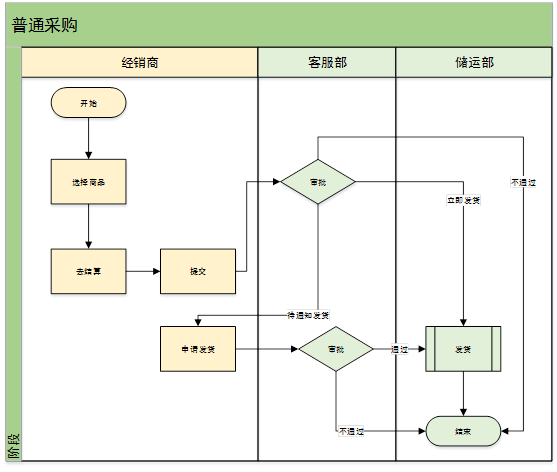 普通采购
经销商
客服部
储运部
开始
选择商品
审批
不通过
立即发货
去结算
提交
待通知发货
申请发货
审批
通过
发货
不通过
结束
阶段